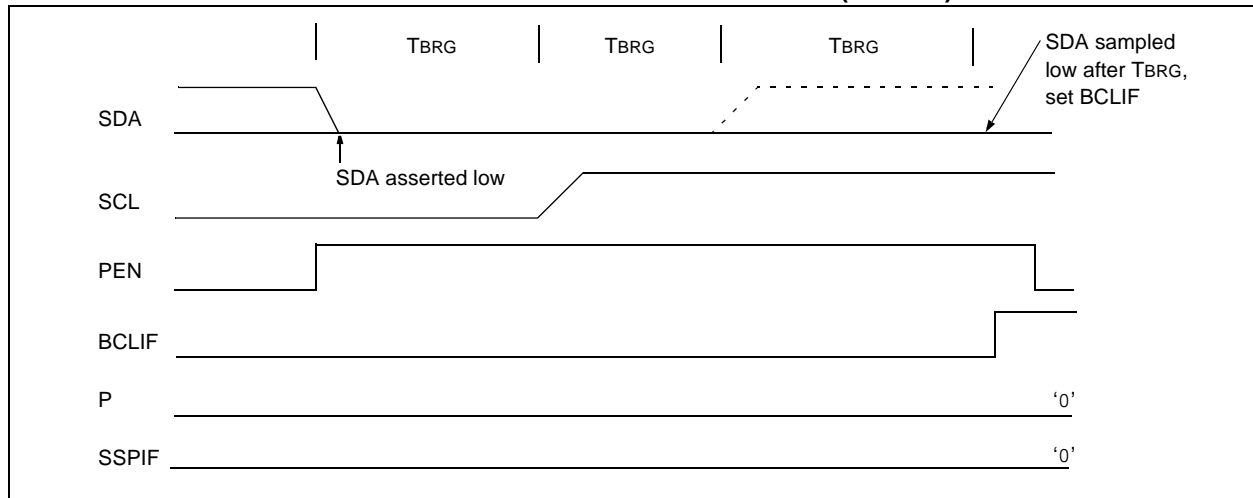 TBRG TBRG TBRG
SDA sampled
low after TBRG,
set BCLIF
SDA
SDA asserted low
SCL
PEN
BCLIF
P '0'
SSPIF '0'